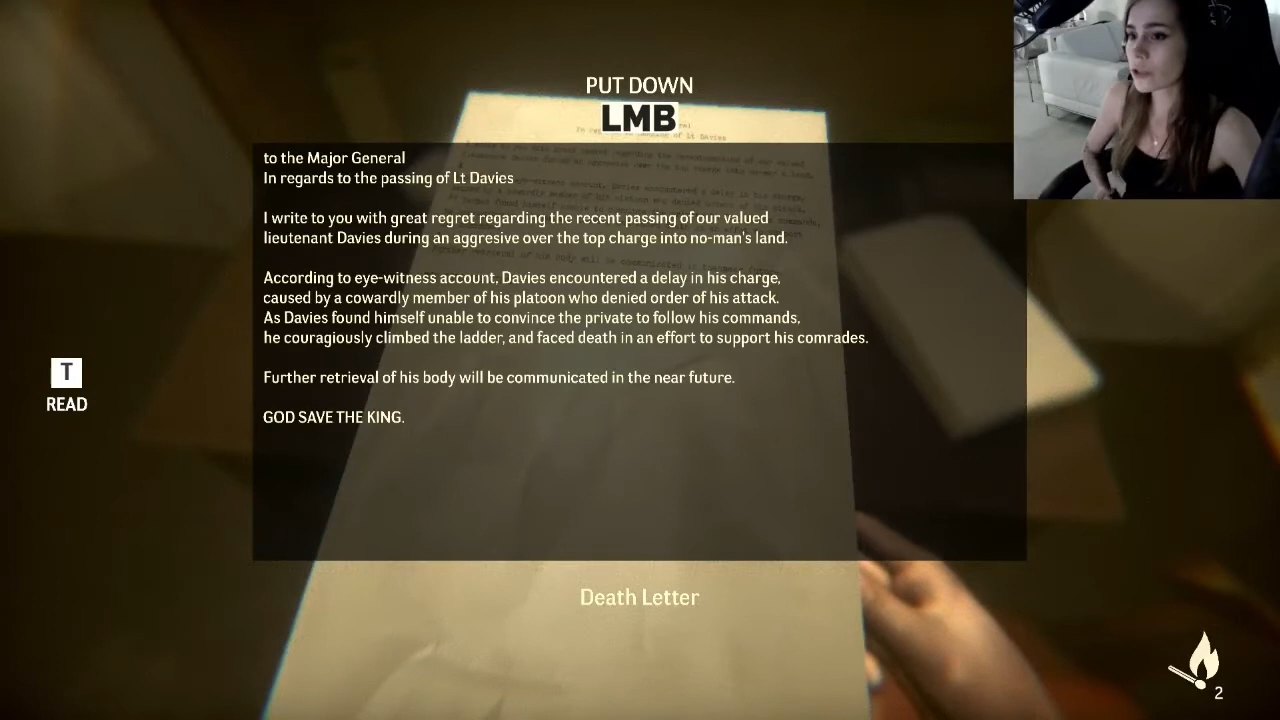 PUT DOWN
LMB
to the Major General
In regards to the passing of Lt Davies
I write to you with great regret regarding the recent passing of our valued
lieutenant Davies during an aggresive over the top charge into no-man's land.
According to eye-witness account, Davies encountered a delay in his charge,
caused by a cowardly member of his platoon who denied order of his attack.
As Davies found himself unable to convince the private to follow his commands,
he couragiously climbed the ladder, and faced death in an effort to support his comrades.
Further retrieval of his body will be communicated in the near future.
GOD SAVE THE KING.
T
READ
Death Letter
2